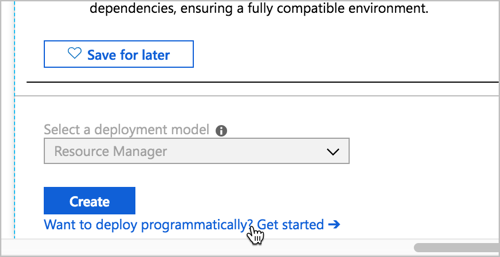 dependencies, ensuring a fully compatible environment.
Save for later
Select a deployment model
Resource Manager
Create
Want to deploy programmatically? Get started →